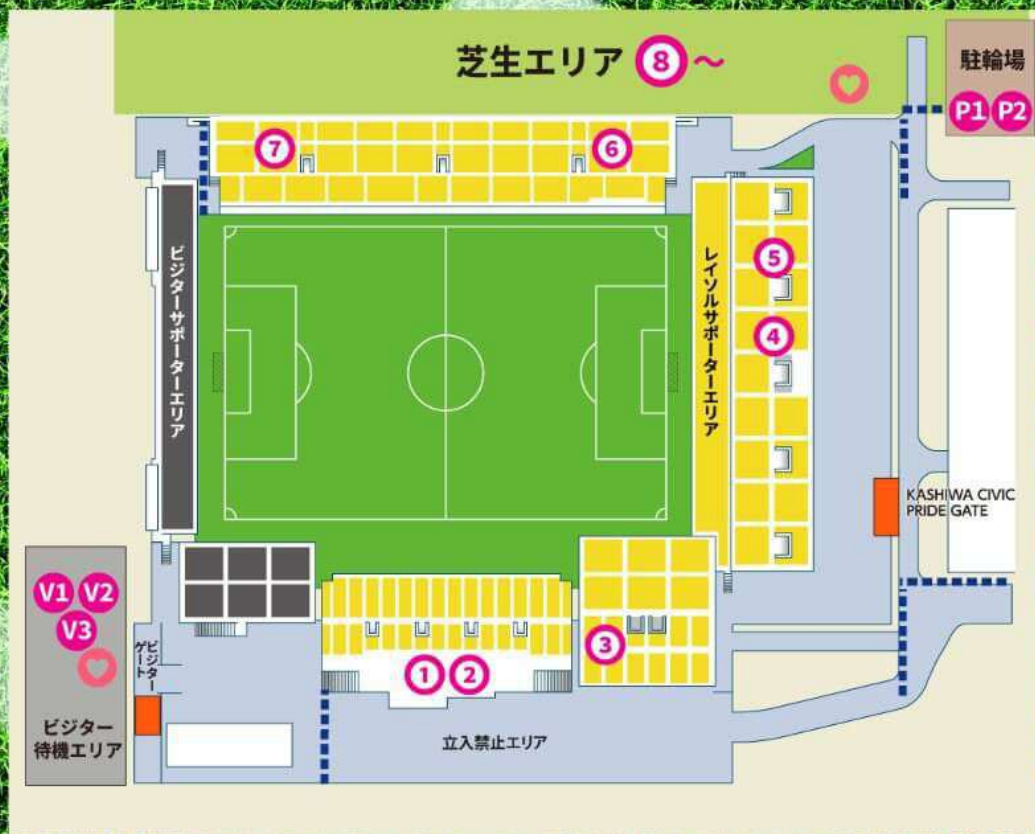 芝生エリア 8 ～
駐輪場
P1 P2
7
6
ビジターサポーターエリア
レイソルサポーターエリア
5
4
KASHIWA CIVIC
PRIDE GATE
V1 V2
V3
ビジター
ゲート
3
1 2
ビジター
待機エリア
立入禁止エリア